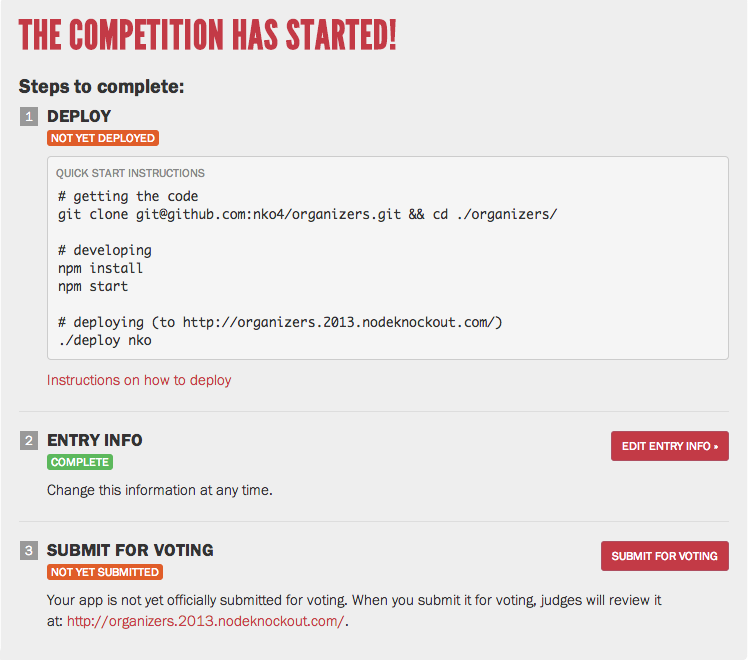 THE COMPETITION HAS STARTED!
Steps to complete:
1 DEPLOY
NOT YET DEPLOYED
QUICK START INSTRUCTIONS
# getting the code
git clone git@github.com:nko4/organizers.git && cd ./organizers/
# developing
npm install
npm start
# deploying (to http://organizers.2013.nodeknockout.com/)
./deploy nko
Instructions on how to deploy
2 ENTRY INFO
EDIT ENTRY INFO »
COMPLETE
Change this information at any time.
3 SUBMIT FOR VOTING
SUBMIT FOR VOTING
NOT YET SUBMITTED
Your app is not yet officially submitted for voting. When you submit it for voting, judges will review it
at: http://organizers.2013.nodeknockout.com/.